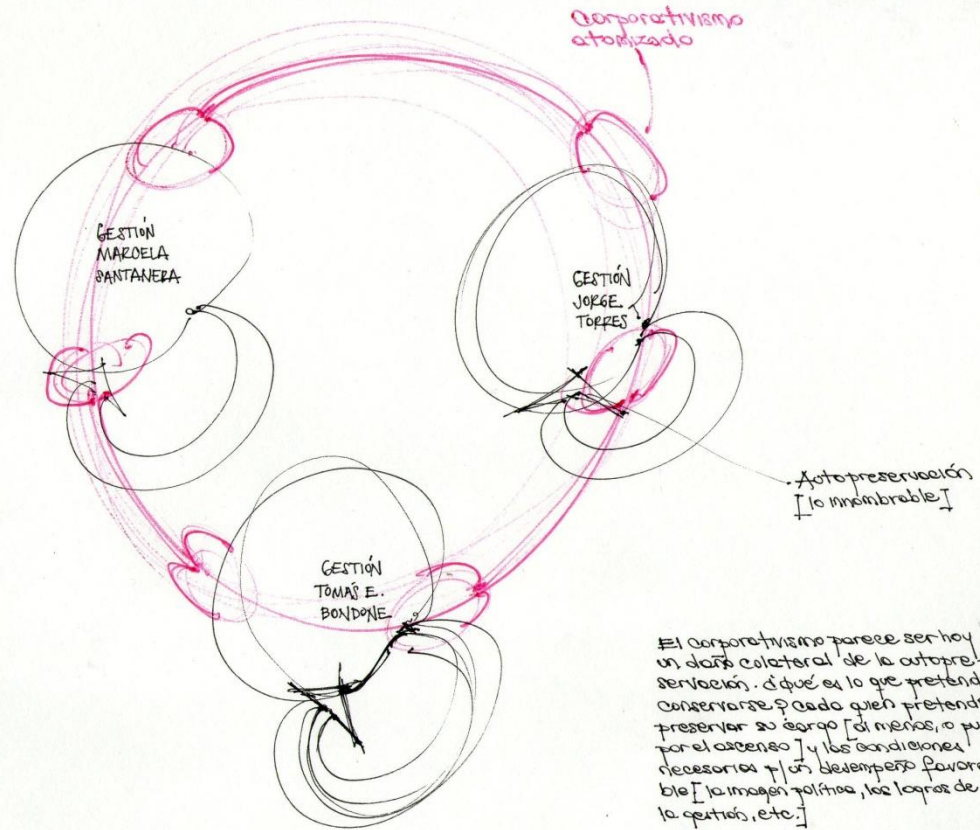 Corporativismo
atomizado
GESTIÓN
MARCELA
SANTANERA
GESTIÓN
JORGE
TORRES
Autopreservación
[lo innombrable]
GESTIÓN
TOMÁS E.
BONDONE
El corporativismo parece ser hoy
un daño colateral de la autopre-
servación. ¿qué es lo que pretend
conservarse? cada quien pretend
preservar su cargo [al menos, o pu
por el ascenso] y las condiciones
necesarias p/ un desempeño favora
ble [la imagen política, los logros de
la gestión, etc.]